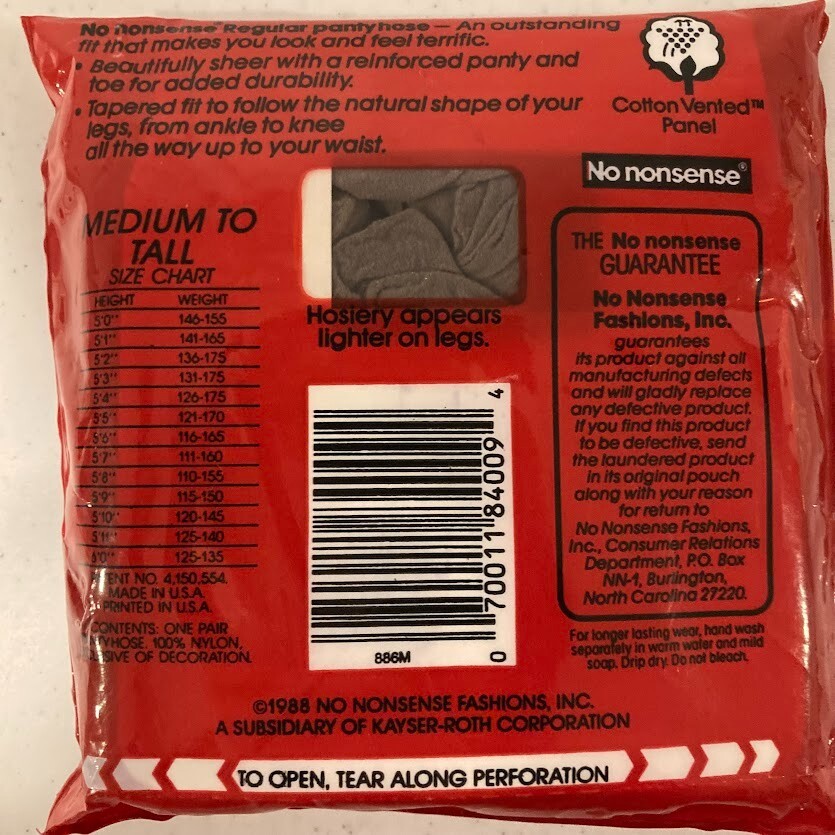 No nonsense® Regular pantyhose — An outstanding
fit that makes you look and feel terrific.
• Beautifully sheer with a reinforced panty and
toe for added durability.
• Tapered fit to follow the natural shape of your
legs, from ankle to knee
all the way up to your waist.
Cotton Vented™
Panel
No nonsense®
MEDIUM TO
TALL
SIZE CHART
HEIGHT WEIGHT
5'0" 146-155
5'1" 141-165
5'2" 136-175
5'3" 131-175
5'4" 126-175
5'5" 121-170
5'6" 116-165
5'7" 111-160
5'8" 110-155
5'9" 115-150
5'10" 120-145
5'11" 125-140
6'0" 125-135
ENT NO. 4,150,554.
MADE IN U.S.A.
PRINTED IN U.S.A.
CONTENTS: ONE PAIR
TYHOSE. 100% NYLON,
SIVE OF DECORATION.
Hosiery appears
lighter on legs.
0 70011 84009 4
886M
THE No nonsense
GUARANTEE
No Nonsense
Fashions, Inc.
guarantees
its product against all
manufacturing defects
and will gladly replace
any defective product.
If you find this product
to be defective, send
the laundered product
in its original pouch
along with your reason
for return to
No Nonsense Fashions,
Inc., Consumer Relations
Department, P.O. Box
NN-1, Burlington,
North Carolina 27220.
For longer lasting wear, hand wash
separately in warm water and mild
soap. Drip dry. Do not bleach.
©1988 NO NONSENSE FASHIONS, INC.
A SUBSIDIARY OF KAYSER-ROTH CORPORATION
TO OPEN, TEAR ALONG PERFORATION